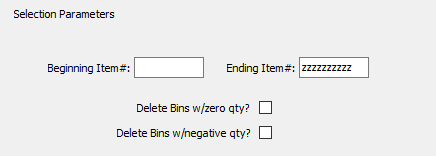 Selection Parameters
Beginning Item#: Ending Item#: zzzzzzzzzz
Delete Bins w/zero qty?
Delete Bins w/negative qty?